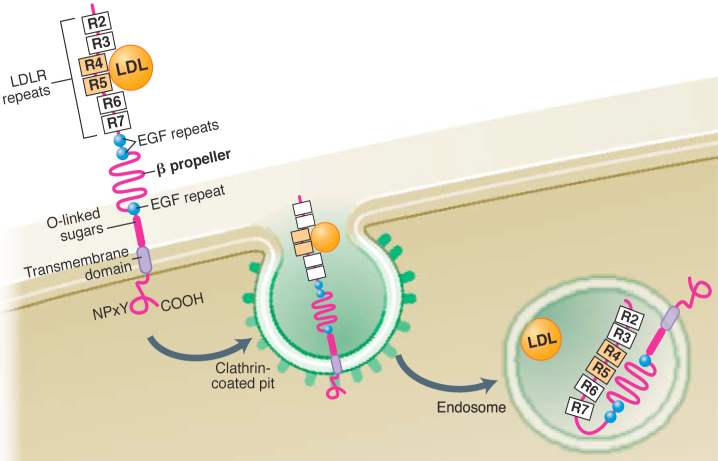 R2
R3
R4
R5
R6
R7
LDL
LDLR
repeats
EGF repeats
β propeller
EGF repeat
O-linked
sugars
Transmembrane
domain
NPxY
COOH
Clathrin-
coated pit
Endosome
LDL
R2
R3
R4
R5
R6
R7